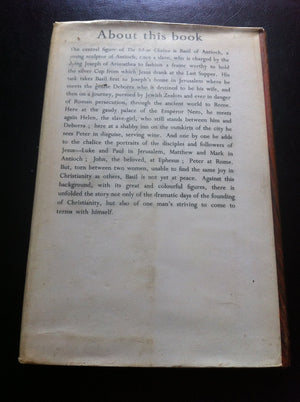 About this book
The central figure of The Silver Chalice is Basil of Antioch, a
young sculptor of Antioch, once a slave, who is charged by the
dying Joseph of Arimathea to fashion a frame worthy to hold
the silver Cup from which Jesus drank at the Last Supper. His
task takes Basil first to Joseph's house in Jerusalem where he
meets the gentle Deborra who is destined to be his wife, and
then on a journey, pursued by Jewish Zealots and ever in danger
of Roman persecution, through the ancient world to Rome.
Here at the gaudy palace of the Emperor Nero, he meets
again Helen, the slave-girl, who still stands between him and
Deborra ; here at a shabby inn on the outskirts of the city he
sees Peter in disguise, serving wine. And one by one he adds
to the chalice the portraits of the disciples and followers of
Jesus—Luke and Paul in Jerusalem, Matthew and Mark in
Antioch ; John, the beloved, at Ephesus ; Peter at Rome.
But, torn between two women, unable to find the same joy in
Christianity as others, Basil is not yet at peace. Against this
background, with its great and colourful figures, there is
unfolded the story not only of the dramatic days of the founding
of Christianity, but also of one man's striving to come to
terms with himself.